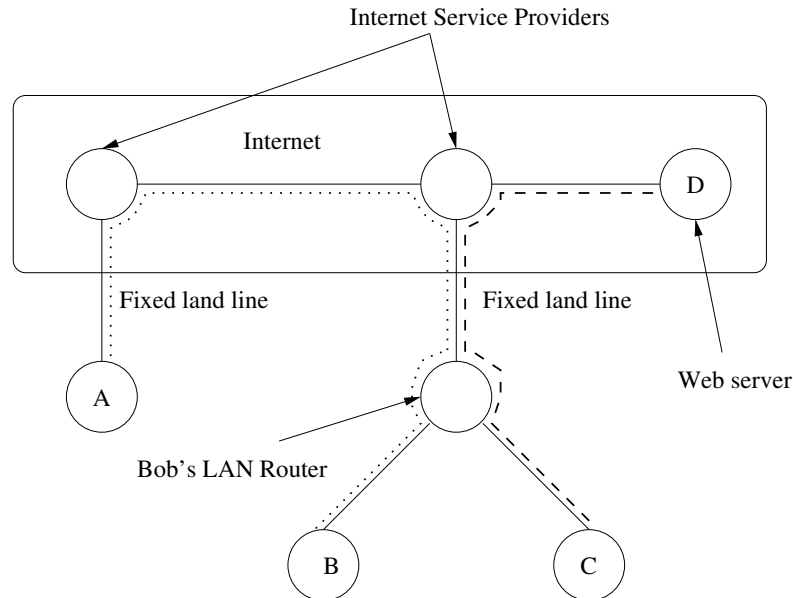 Internet Service Providers
Internet
D
Fixed land line
Fixed land line
Web server
A
Bob's LAN Router
B
C